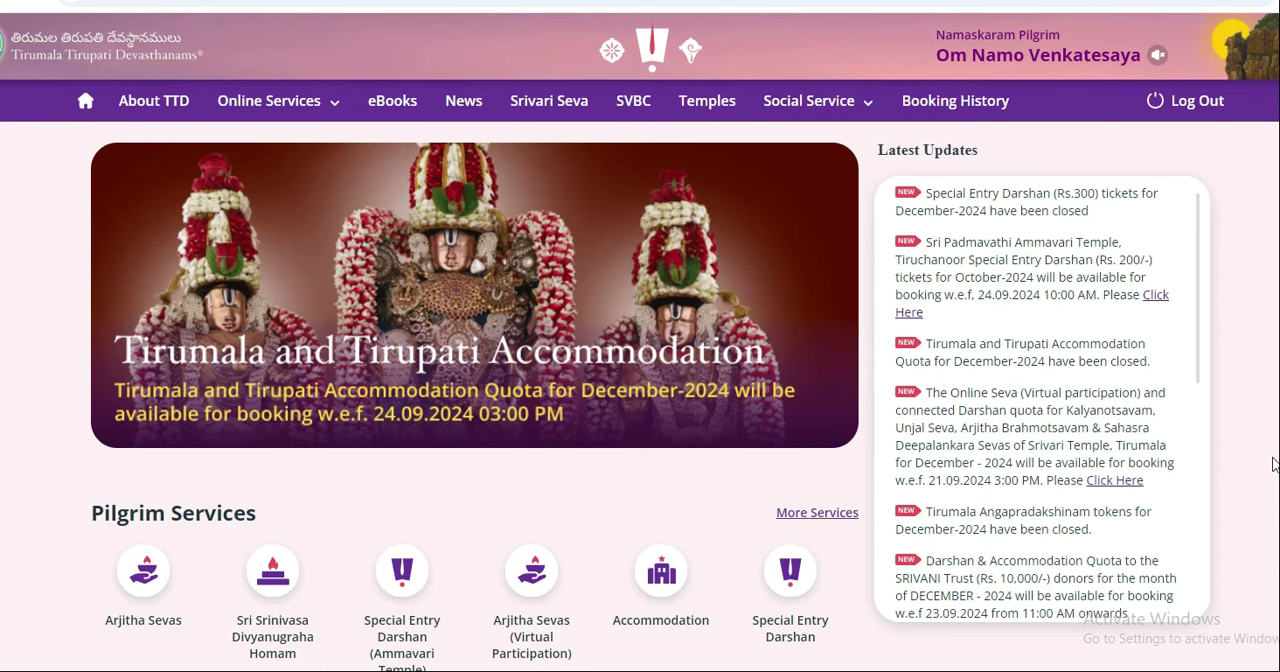 తిరుమల తిరుపతి దేవస్థానములు
Tirumala Tirupati Devasthanams®
Namaskaram Pilgrim
Om Namo Venkatesaya
About TTD
Online Services
eBooks
News
Srivari Seva
SVBC
Temples
Social Service
Booking History
Log Out
Tirumala and Tirupati Accommodation
Tirumala and Tirupati Accommodation Quota for December-2024 will be
available for booking w.e.f. 24.09.2024 03:00 PM
Latest Updates
NEW Special Entry Darshan (Rs.300) tickets for
December-2024 have been closed
NEW Sri Padmavathi Ammavari Temple,
Tiruchanoor Special Entry Darshan (Rs. 200/-)
tickets for October-2024 will be available for
booking w.e.f. 24.09.2024 10:00 AM. Please Click
Here
NEW Tirumala and Tirupati Accommodation
Quota for December-2024 have been closed.
NEW The Online Seva (Virtual participation) and
connected Darshan quota for Kalyanotsavam,
Unjal Seva, Arjitha Brahmotsavam & Sahasra
Deepalankara Sevas of Srivari Temple, Tirumala
for December - 2024 will be available for booking
w.e.f. 21.09.2024 3:00 PM. Please Click Here
NEW Tirumala Angapradakshinam tokens for
December-2024 have been closed.
NEW Darshan & Accommodation Quota to the
SRIVANI Trust (Rs. 10,000/-) donors for the month
of DECEMBER - 2024 will be available for booking
w.e.f 23.09.2024 from 11:00 AM onwards
Pilgrim Services
More Services
Arjitha Sevas
Sri Srinivasa
Divyanugraha
Homam
Special Entry
Darshan
(Ammavari
Temple)
Arjitha Sevas
(Virtual
Participation)
Accommodation
Special Entry
Darshan
Activate Windows
Go to Settings to activate Window